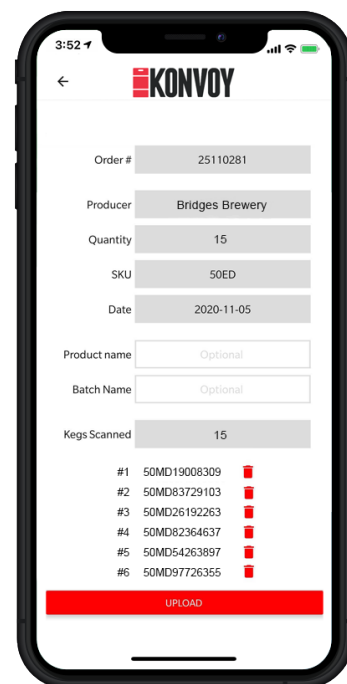 3:52
KONVOY
Order # 25110281
Producer Bridges Brewery
Quantity 15
SKU 50ED
Date 2020-11-05
Product name Optional
Batch Name Optional
Kegs Scanned 15
#1 50MD19008309
#2 50MD83729103
#3 50MD26192263
#4 50MD82364637
#5 50MD54263897
#6 50MD97726355
UPLOAD